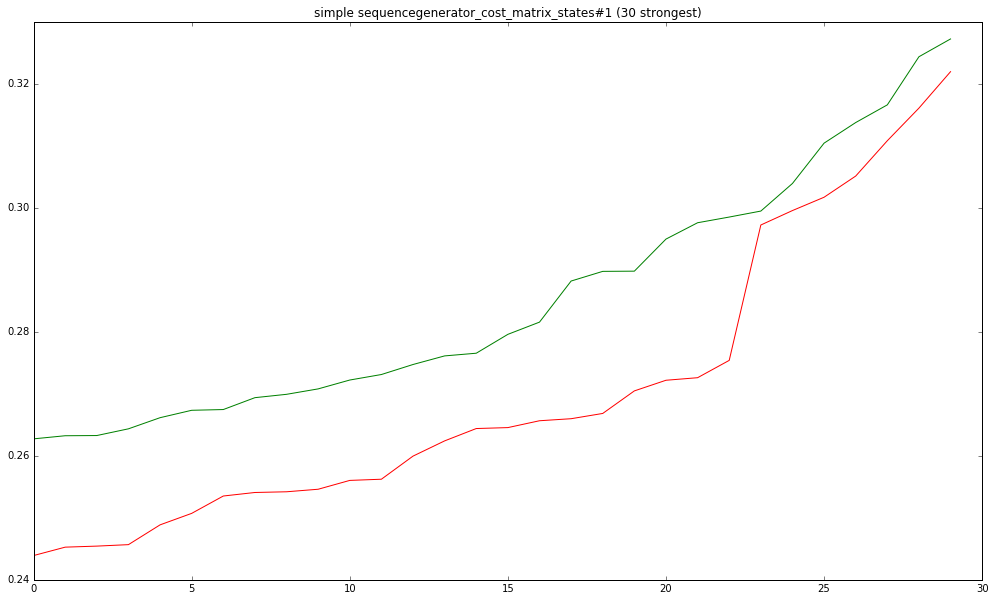 simple sequencegenerator_cost_matrix_states#1 (30 strongest)
0.32
0.30
0.28
0.26
0.24
0 5 10 15 20 25 30